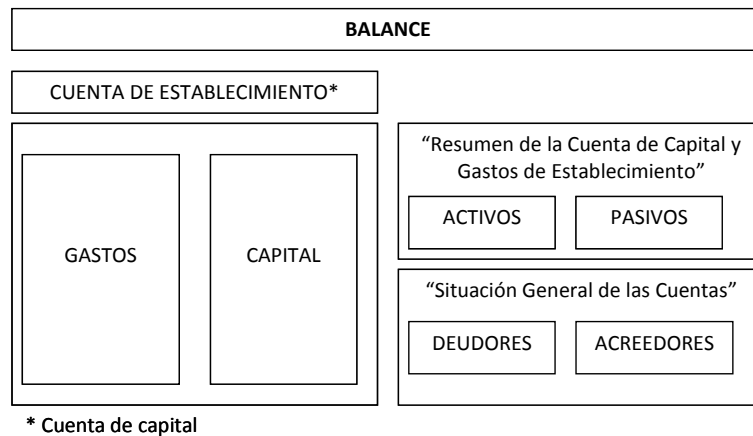 BALANCE
CUENTA DE ESTABLECIMIENTO*
GASTOS
CAPITAL
“Resumen de la Cuenta de Capital y
Gastos de Establecimiento”
ACTIVOS
PASIVOS
“Situación General de las Cuentas”
DEUDORES
ACREEDORES
* Cuenta de capital